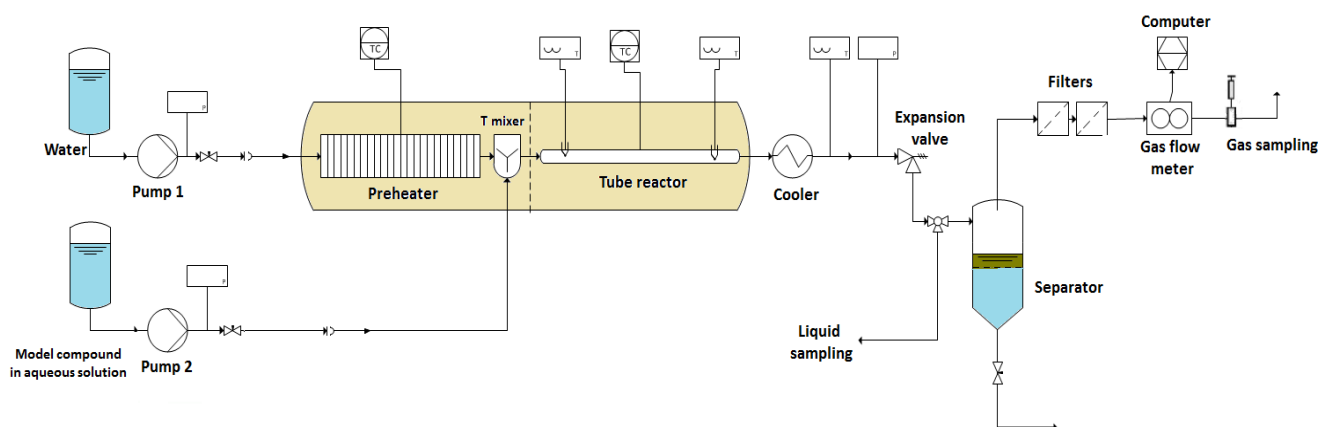 Computer
TC
T
TC
T
T
P
Filters
P
Expansion
valve
T mixer
Water
Gas flow
meter
Gas sampling
Pump 1
Preheater
Tube reactor
Cooler
P
Separator
Model compound
in aqueous solution
Pump 2
Liquid
sampling